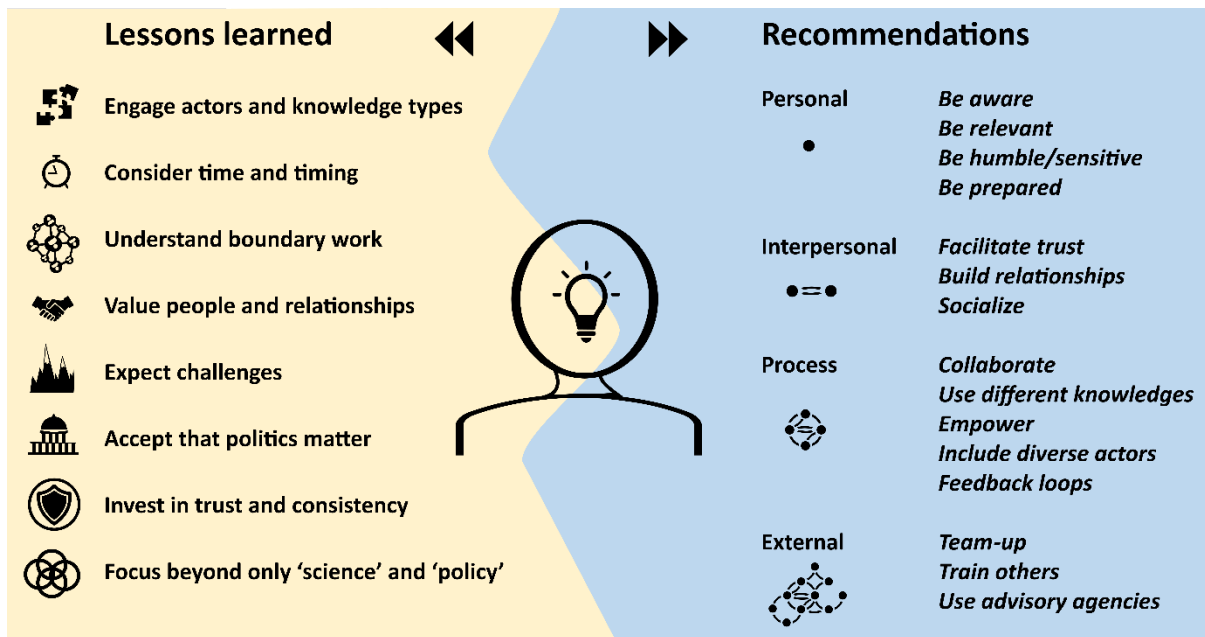 Lessons learned
Engage actors and knowledge types
Consider time and timing
Understand boundary work
Value people and relationships
Expect challenges
Accept that politics matter
Invest in trust and consistency
Focus beyond only ‘science’ and ‘policy’
Recommendations
Personal
Be aware
Be relevant
Be humble/sensitive
Be prepared
Interpersonal
Facilitate trust
Build relationships
Socialize
Process
Collaborate
Use different knowledges
Empower
Include diverse actors
Feedback loops
External
Team-up
Train others
Use advisory agencies